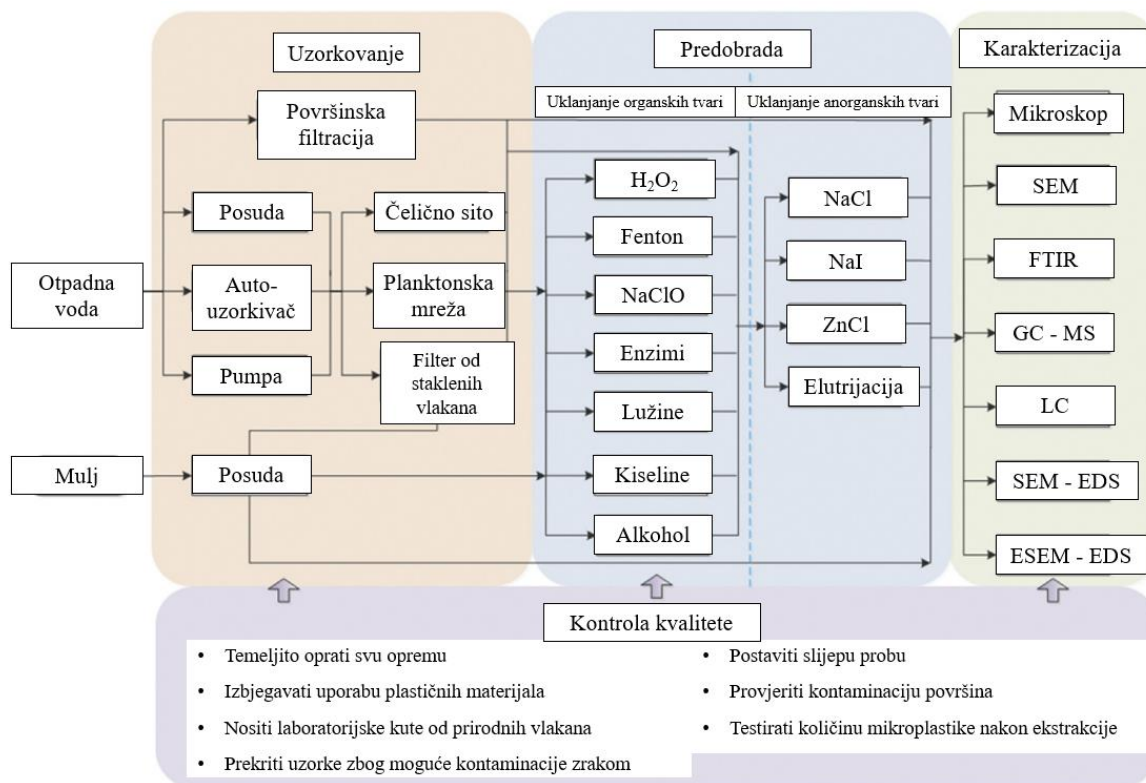 Uzorkovanje
Predobrada
Karakterizacija
Uklanjanje organskih tvari
Uklanjanje anorganskih tvari
Površinska
filtracija
Posuda
Auto-
uzorkivač
Pumpa
Otpadna
voda
Mulj
Posuda
Čelično sito
Planktonska
mreža
Filter od
staklenih
vlakana
H₂O₂
Fenton
NaClO
Enzimi
Lužine
Kiseline
Alkohol
NaCl
NaI
ZnCl
Elutrijacija
Mikroskop
SEM
FTIR
GC - MS
LC
SEM - EDS
ESEM - EDS
Kontrola kvalitete
• Temeljito oprati svu opremu
• Izbjegavati uporabu plastičnih materijala
• Nositi laboratorijske kute od prirodnih vlakana
• Prekriti uzorke zbog moguće kontaminacije zrakom
• Postaviti slijepu probu
• Provjeriti kontaminaciju površina
• Testirati količinu mikroplastike nakon ekstrakcije